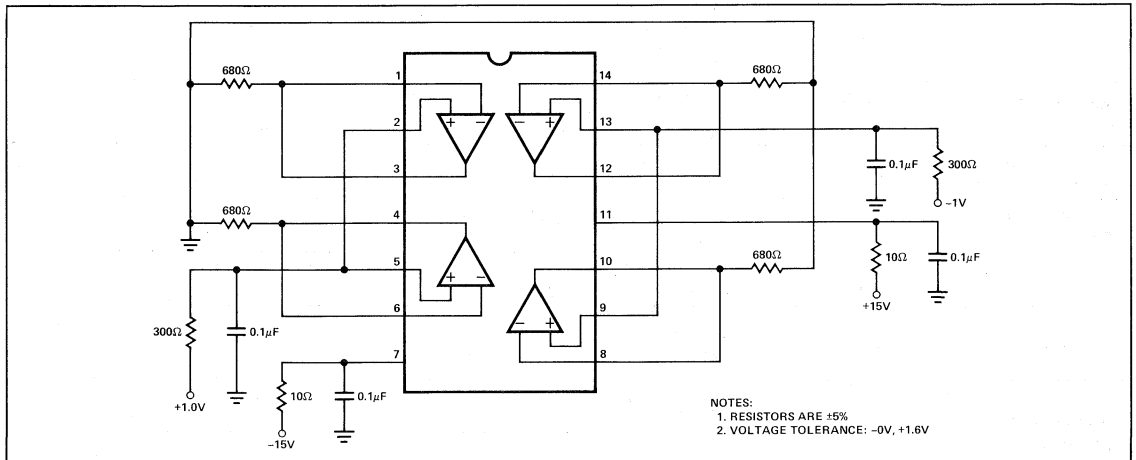 680Ω
1
14
680Ω
2
13
+
−
−
+
3
12
0.1μF
300Ω
~1V
680Ω
4
11
5
10
680Ω
10Ω
0.1μF
+
−
−
+
+15V
6
9
300Ω
0.1μF
7
8
+1.0V
10Ω
0.1μF
−15V
NOTES:
1. RESISTORS ARE ±5%
2. VOLTAGE TOLERANCE: −0V, +1.6V